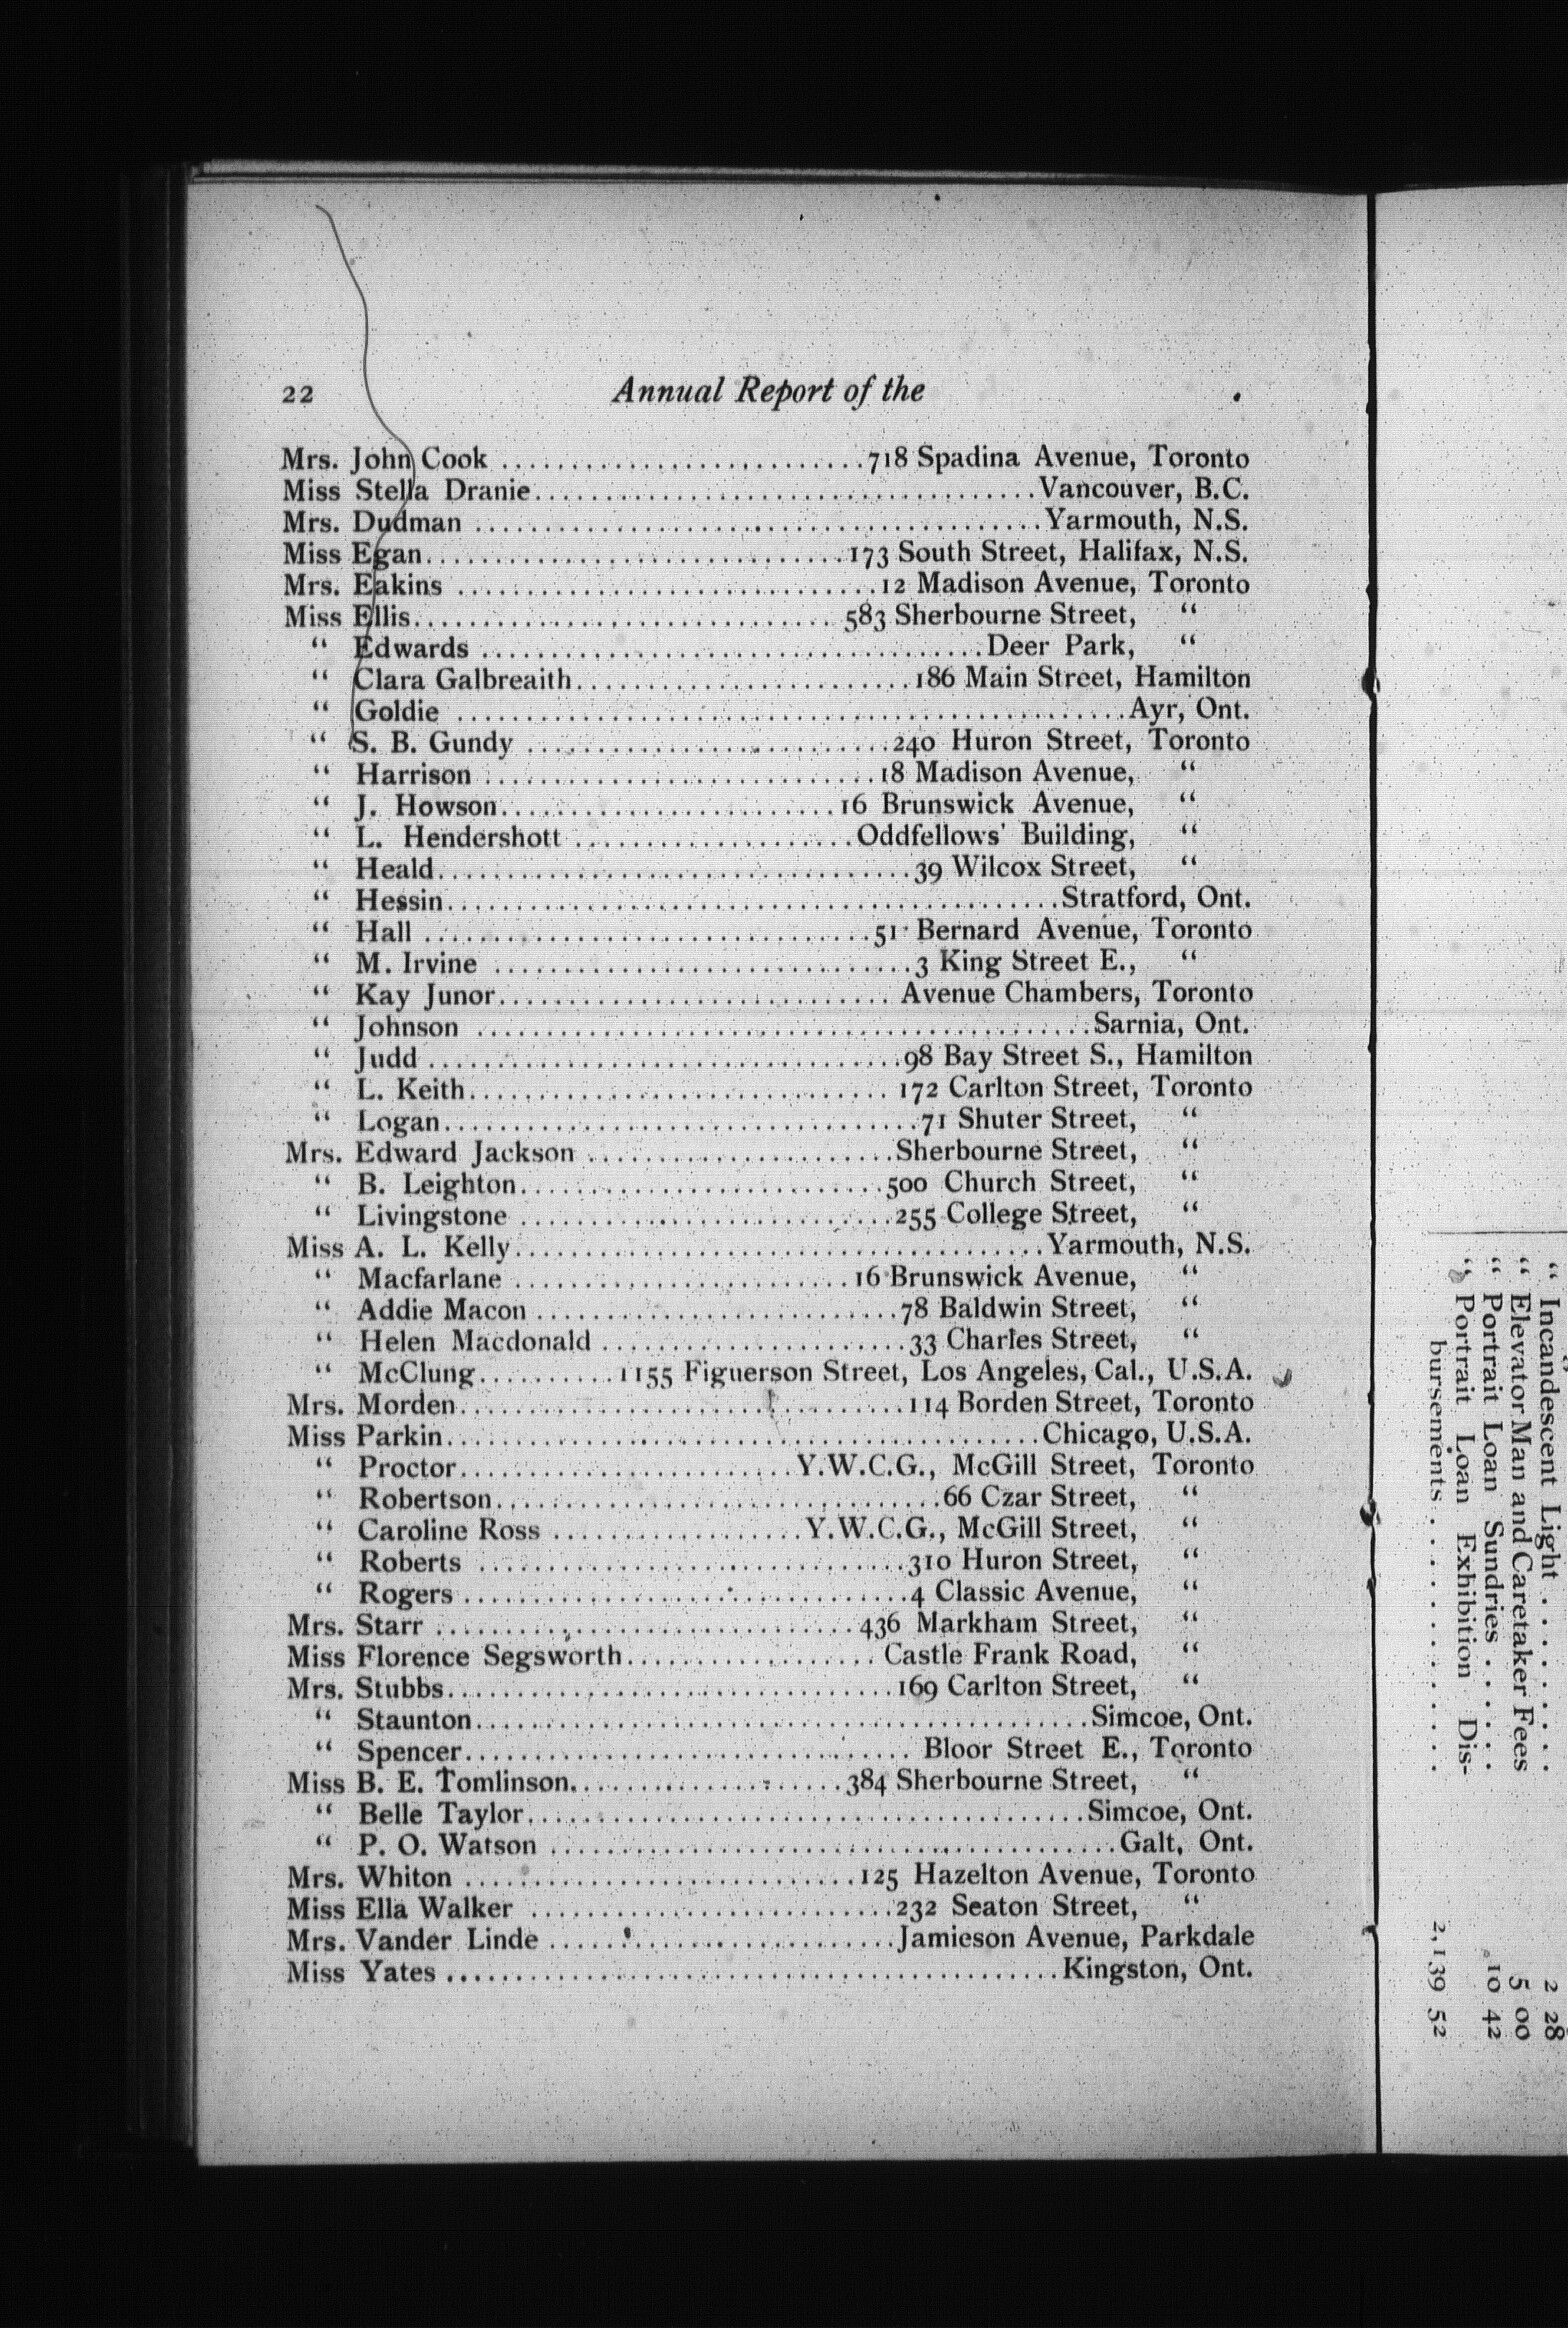 22 Annual Report of the
Mrs. John Cook ..........................718 Spadina Avenue, Toronto
Miss Stella Dranie....................................Vancouver, B.C.
Mrs. Dudman .........................................Yarmouth, N.S.
Miss Egan..............................173 South Street, Halifax, N.S.
Mrs. Eakins ..............................12 Madison Avenue, Toronto
Miss Ellis..............................583 Sherbourne Street, “
“ Edwards ....................................Deer Park, “
“ Clara Galbreaith........................186 Main Street, Hamilton
“ Goldie ................................................Ayr, Ont.
“ S. B. Gundy ..........................240 Huron Street, Toronto
“ Harrison ............................18 Madison Avenue, “
“ J. Howson........................16 Brunswick Avenue, “
“ L. Hendershott ....................Oddfellows' Building, “
“ Heald..................................39 Wilcox Street, “
“ Hessin............................................Stratford, Ont.
“ Hall ................................51 Bernard Avenue, Toronto
“ M. Irvine ..............................3 King Street E., “
“ Kay Junor............................Avenue Chambers, Toronto
“ Johnson ............................................Sarnia, Ont.
“ Judd ..................................98 Bay Street S., Hamilton
“ L. Keith..............................172 Carlton Street, Toronto
“ Logan..................................71 Shuter Street, “
Mrs. Edward Jackson ......................Sherbourne Street, “
“ B. Leighton..........................500 Church Street, “
“ Livingstone ...........................255 College Street, “
Miss A. L. Kelly......................................Yarmouth, N.S.
“ Macfarlane ........................16 Brunswick Avenue, “
“ Addie Macon ..........................78 Baldwin Street, “
“ Helen Macdonald ......................33 Charles Street, “
“ McClung..........1155 Figuerson Street, Los Angeles, Cal., U.S.A.
Mrs. Morden................................114 Borden Street, Toronto
Miss Parkin..........................................Chicago, U.S.A.
“ Proctor........................Y.W.C.G., McGill Street, Toronto
“ Robertson................................66 Czar Street, “
“ Caroline Ross ..................Y.W.C.G., McGill Street, “
“ Roberts ..............................310 Huron Street, “
“ Rogers ................................4 Classic Avenue, “
Mrs. Starr ..............................436 Markham Street, “
Miss Florence Segsworth..................Castle Frank Road, “
Mrs. Stubbs................................169 Carlton Street, “
“ Staunton............................................Simcoe, Ont.
“ Spencer................................Bloor Street E., Toronto
Miss B. E. Tomlinson....................384 Sherbourne Street, “
“ Belle Taylor........................................Simcoe, Ont.
“ P. O. Watson ........................................Galt, Ont.
Mrs. Whiton ............................125 Hazelton Avenue, Toronto
Miss Ella Walker ..........................232 Seaton Street, “
Mrs. Vander Linde ........................Jamieson Avenue, Parkdale
Miss Yates ............................................Kingston, Ont.
“ Incandescent Light ........ 2 28
“ Elevator Man and Caretaker Fees 5 00
“ Portrait Loan Sundries ...... 10 42
“ Portrait Loan Exhibition Dis-
bursements .............. 2,139 52